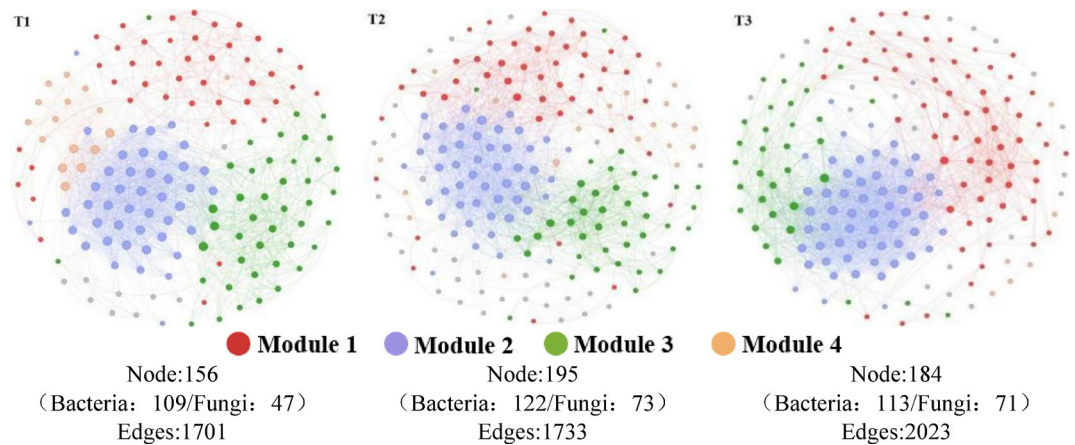 T1
T2
T3
Module 1
Module 2
Module 3
Module 4
Node:156
（Bacteria：109/Fungi：47）
Edges:1701
Node:195
（Bacteria：122/Fungi：73）
Edges:1733
Node:184
（Bacteria：113/Fungi：71）
Edges:2023